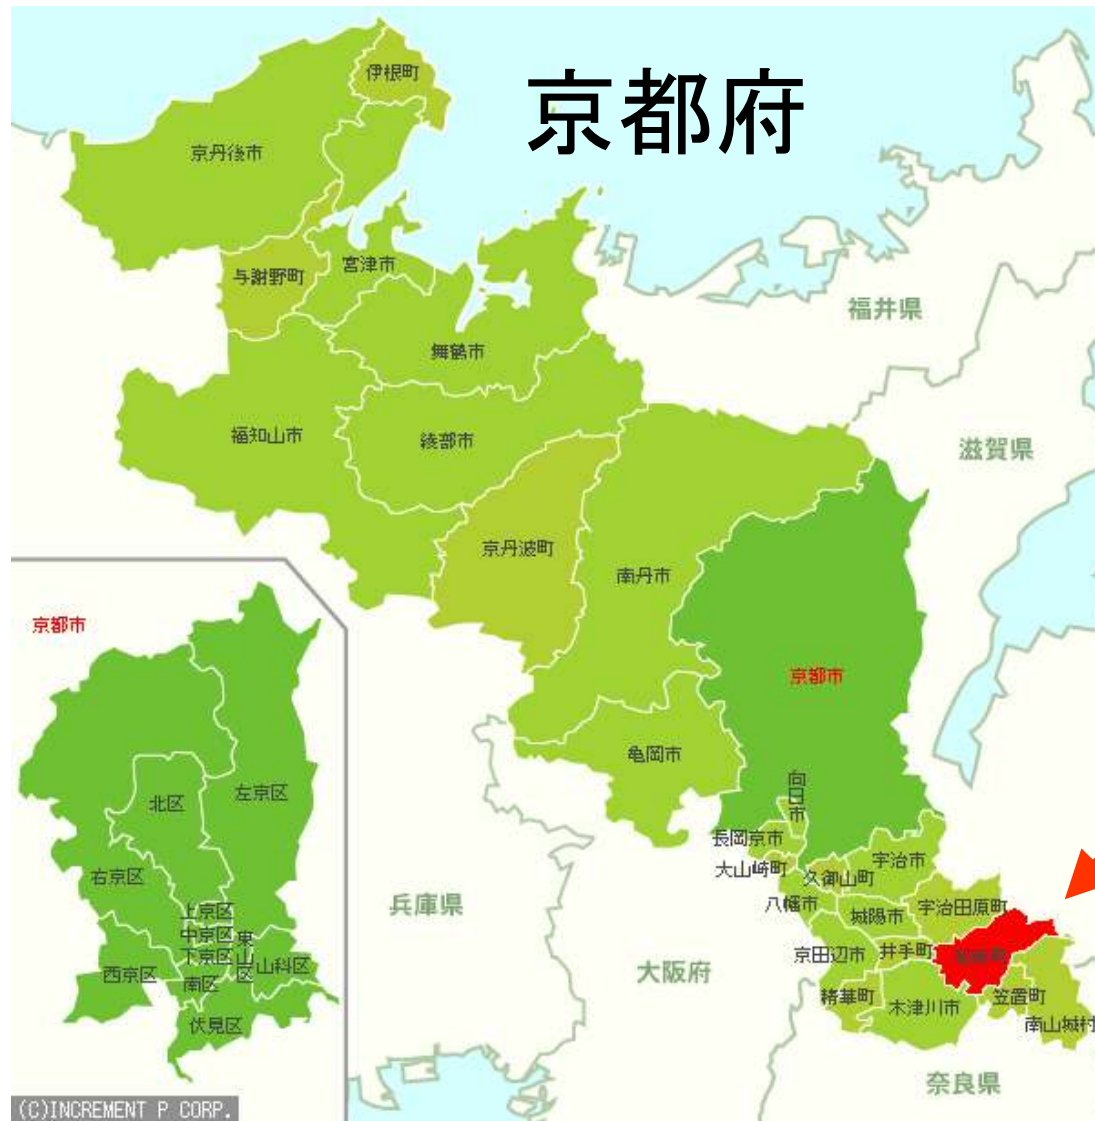 京都府
伊根町
京丹後市
与謝野町
宮津市
福井県
舞鶴市
福知山市
綾部市
滋賀県
京丹波町
南丹市
京都市
京都市
亀岡市
向日市
北区
左京区
長岡京市
大山崎町
宇治市
久御山町
右京区
八幡市
兵庫県
城陽市
宇治田原町
上京区
中京区
下京区
東山区
山科区
西京区
南区
京田辺市
井手町
大阪府
精華町
木津川市
笠置町
南山城村
伏見区
奈良県
(C)INCREMENT P CORP.